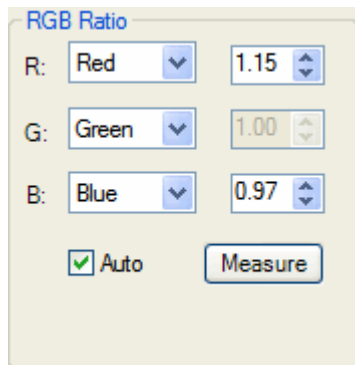 RGB Ratio
R: Red 1.15
G: Green 1.00
B: Blue 0.97
Auto Measure